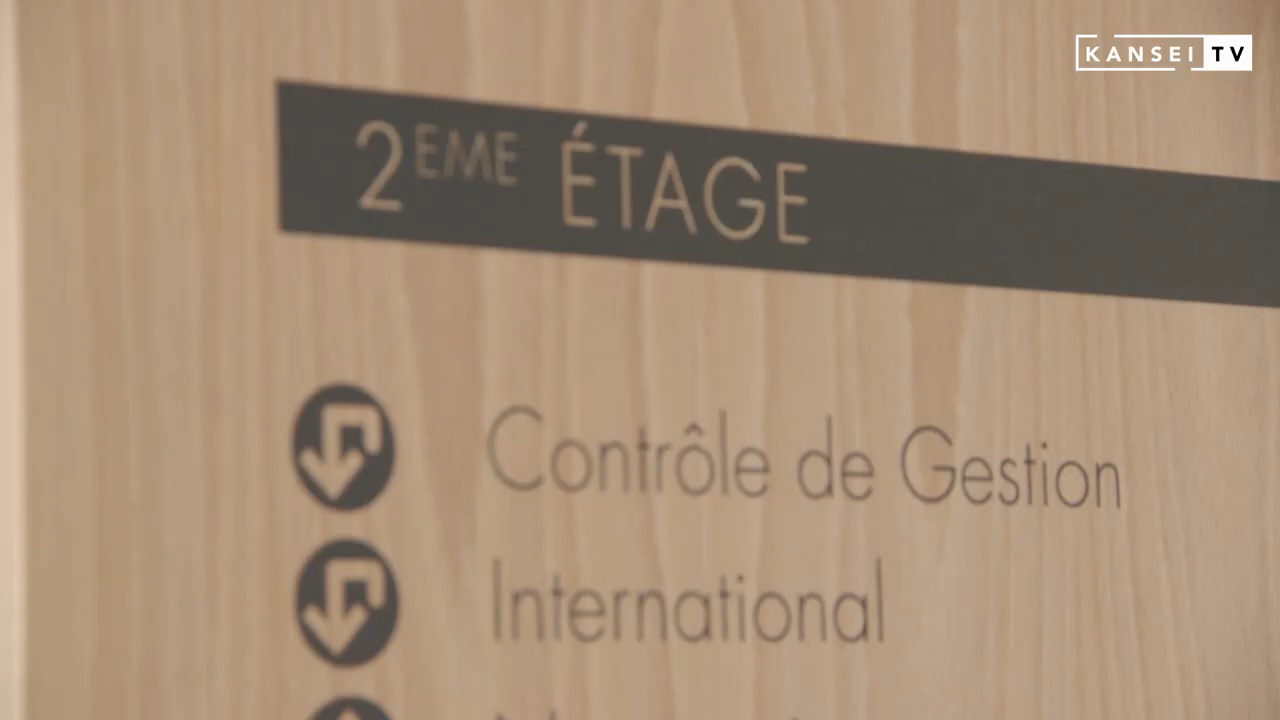 KANSEI TV
2EME ÉTAGE
Contrôle de Gestion
International